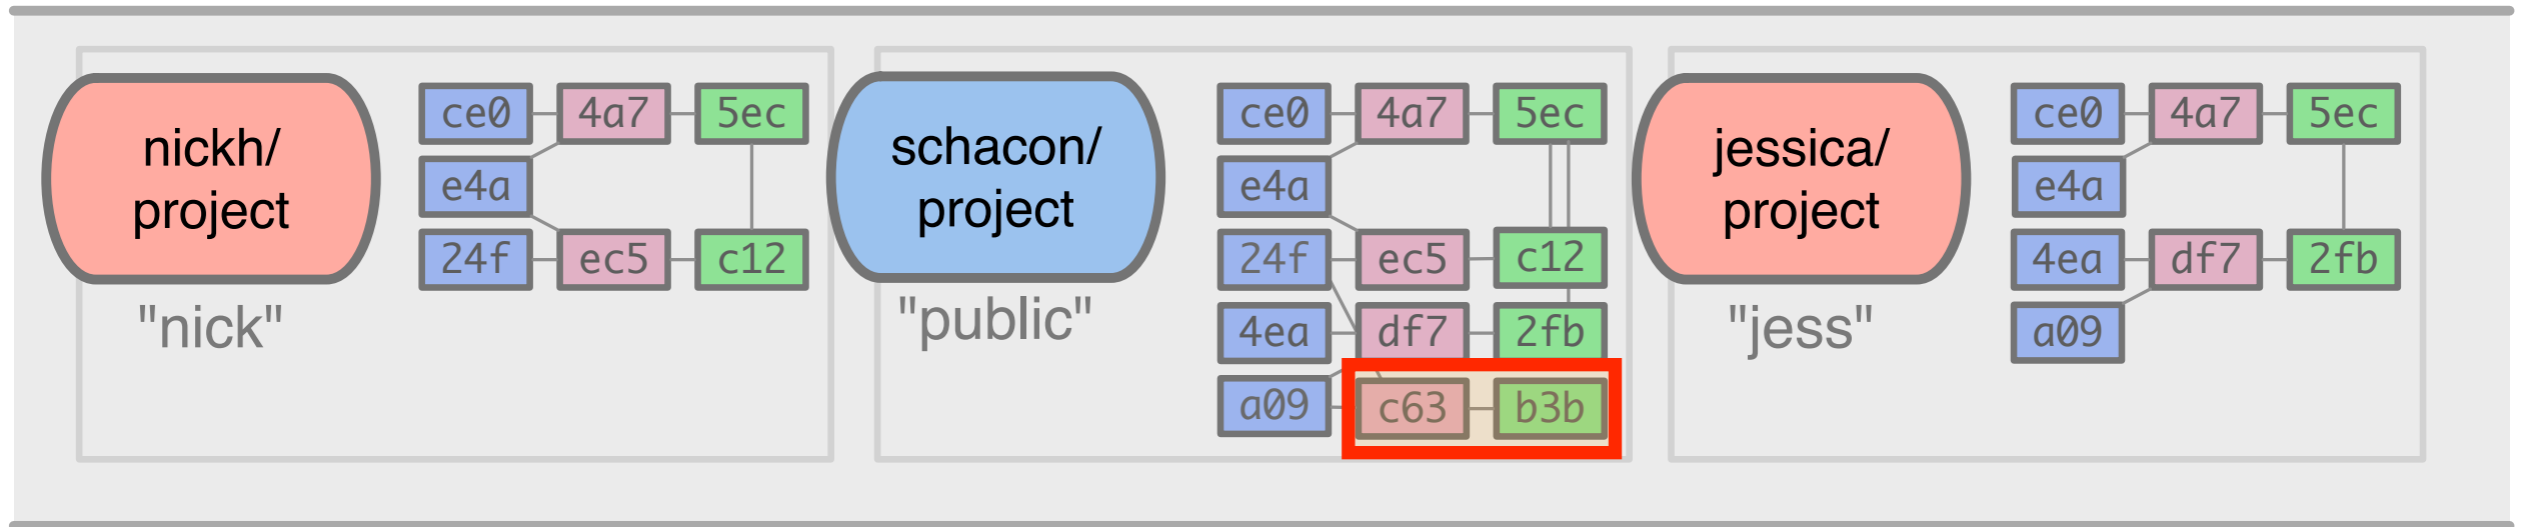 nickh/
project
"nick"
ce0 4a7 5ec
e4a
24f ec5 c12
schacon/
project
"public"
ce0 4a7 5ec
e4a
24f ec5 c12
4ea df7 2fb
a09 c63 b3b
jessica/
project
"jess"
ce0 4a7 5ec
e4a
4ea df7 2fb
a09